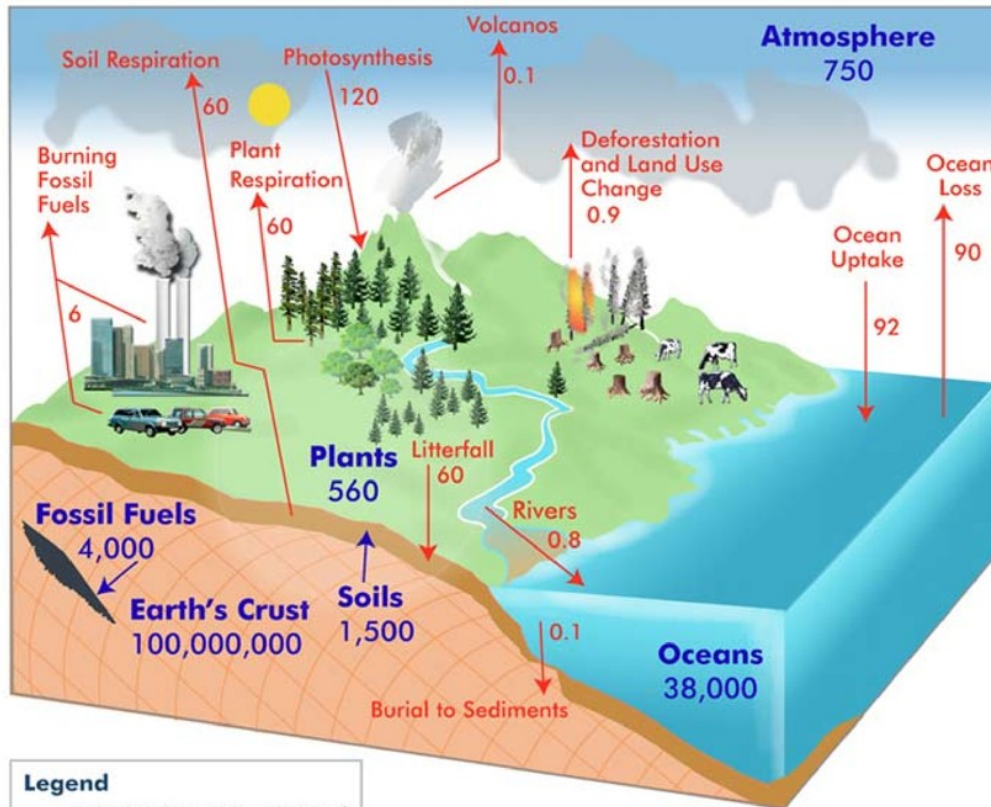 Volcanos
0.1
Atmosphere
750
Soil Respiration
60
Photosynthesis
120
Burning
Fossil
Fuels
6
Plant
Respiration
60
Deforestation
and Land Use
Change
0.9
Ocean
Loss
90
Ocean
Uptake
92
Plants
560
Litterfall
60
Rivers
0.8
Fossil Fuels
4,000
Earth's Crust
100,000,000
Soils
1,500
0.1
Burial to Sediments
Oceans
38,000
Legend